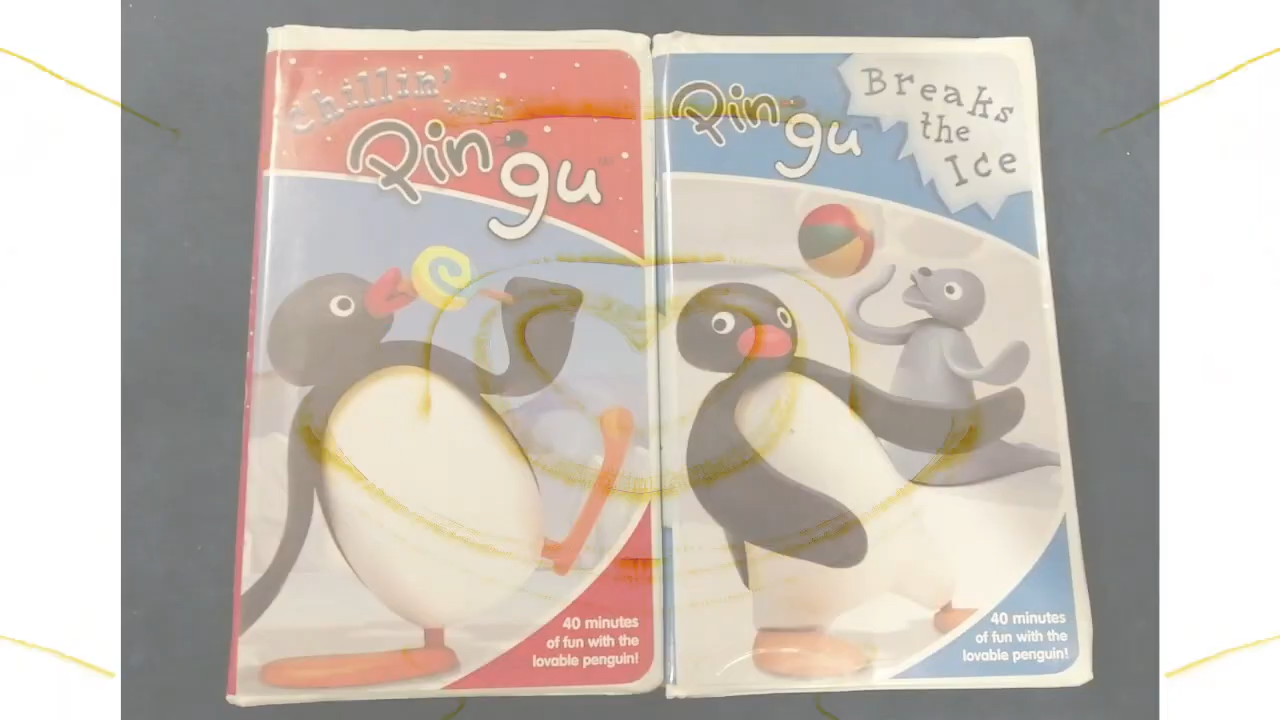 Chillin'
with
Pingu™
40 minutes
of fun with the
lovable penguin!
Pingu
Breaks
the
Ice
40 minutes
of fun with the
lovable penguin!